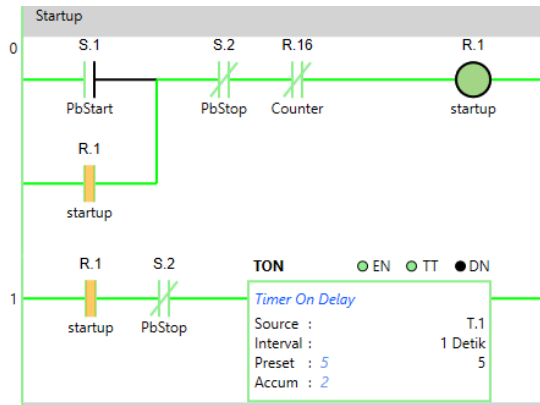 Startup
0
S.1 S.2 R.16 R.1
PbStart PbStop Counter startup
R.1
startup
R.1 S.2 TON EN TT DN
1
Timer On Delay
startup PbStop
Source : T.1
Interval : 1 Detik
Preset : 5 5
Accum : 2